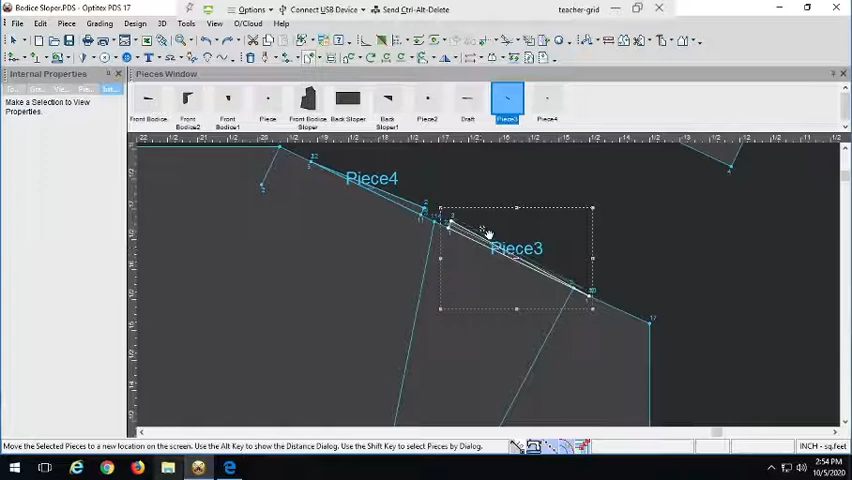 Bodice Sloper.PDS - Optitex PDS 17
Options
Connect USB Device
Send Ctrl-Alt-Delete
teacher-grid
File Edit Piece Grading Design Tools View O/Cloud Help
Internal Properties
Pieces Window
Make a Selection to View
Properties.
Front Bodice
Front
Bodice2
Front
Bodice1
Piece
Front Bodice
Sloper
Back Sloper
Back
Sloper1
Piece2
Draft
Piece3
Piece4
Piece4
Piece3
17
Move the Selected Pieces to a new location on the screen. Use the Alt Key to show the Distance Dialog. Use the Shift Key to select Pieces by Dialog.
INCH - sq.feet
2:54 PM
10/5/2020